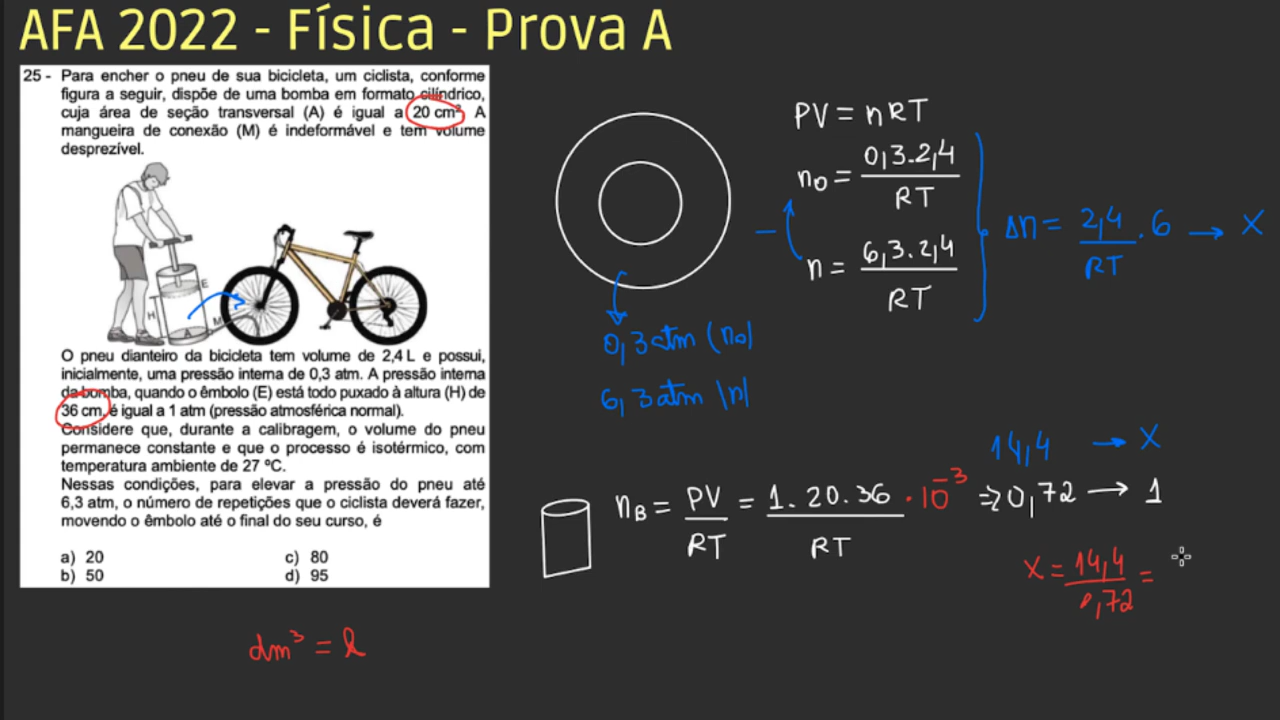 AFA 2022 - Física - Prova A
25 - Para encher o pneu de sua bicicleta, um ciclista, conforme
figura a seguir, dispõe de uma bomba em formato cilíndrico,
cuja área de seção transversal (A) é igual a 20 cm². A
mangueira de conexão (M) é indeformável e tem volume
desprezível.
E
H
M
A
O pneu dianteiro da bicicleta tem volume de 2,4 L e possui,
inicialmente, uma pressão interna de 0,3 atm. A pressão interna
da bomba, quando o êmbolo (E) está todo puxado à altura (H) de
36 cm, é igual a 1 atm (pressão atmosférica normal).
Considere que, durante a calibragem, o volume do pneu
permanece constante e que o processo é isotérmico, com
temperatura ambiente de 27 ºC.
Nessas condições, para elevar a pressão do pneu até
6,3 atm, o número de repetições que o ciclista deverá fazer,
movendo o êmbolo até o final do seu curso, é
a) 20 c) 80
b) 50 d) 95
dm³ = l
0,3 atm (n0)
6,3 atm (n)
PV = nRT
n0 = 0,3.2,4 / RT
n = 6,3.2,4 / RT
Δn = 2,4 / RT . 6 → X
14,4 → X
nB = PV / RT = 1.20.36 / RT . 10⁻³ ⇒ 0,72 → 1
X = 14,4 / 0,72 =